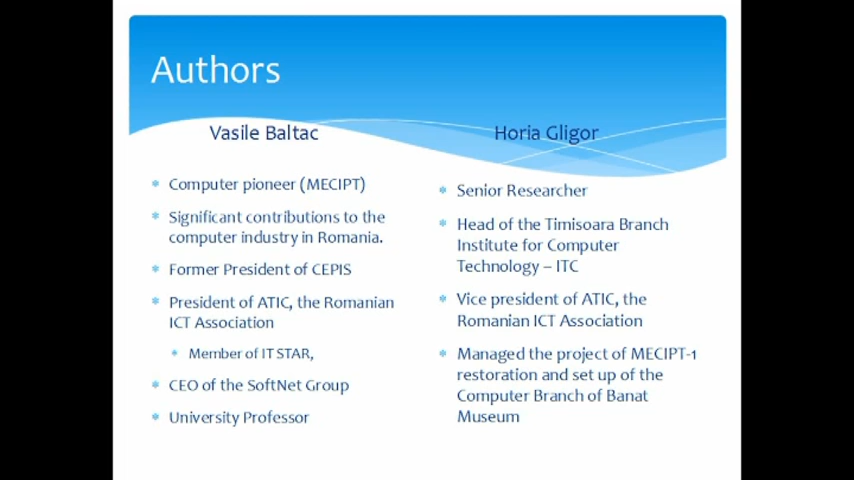 Authors
Vasile Baltac
Computer pioneer (MECIPT)
Significant contributions to the
computer industry in Romania.
Former President of CEPIS
President of ATIC, the Romanian
ICT Association
Member of IT STAR,
CEO of the SoftNet Group
University Professor
Horia Gligor
Senior Researcher
Head of the Timisoara Branch
Institute for Computer
Technology – ITC
Vice president of ATIC, the
Romanian ICT Association
Managed the project of MECIPT-1
restoration and set up of the
Computer Branch of Banat
Museum